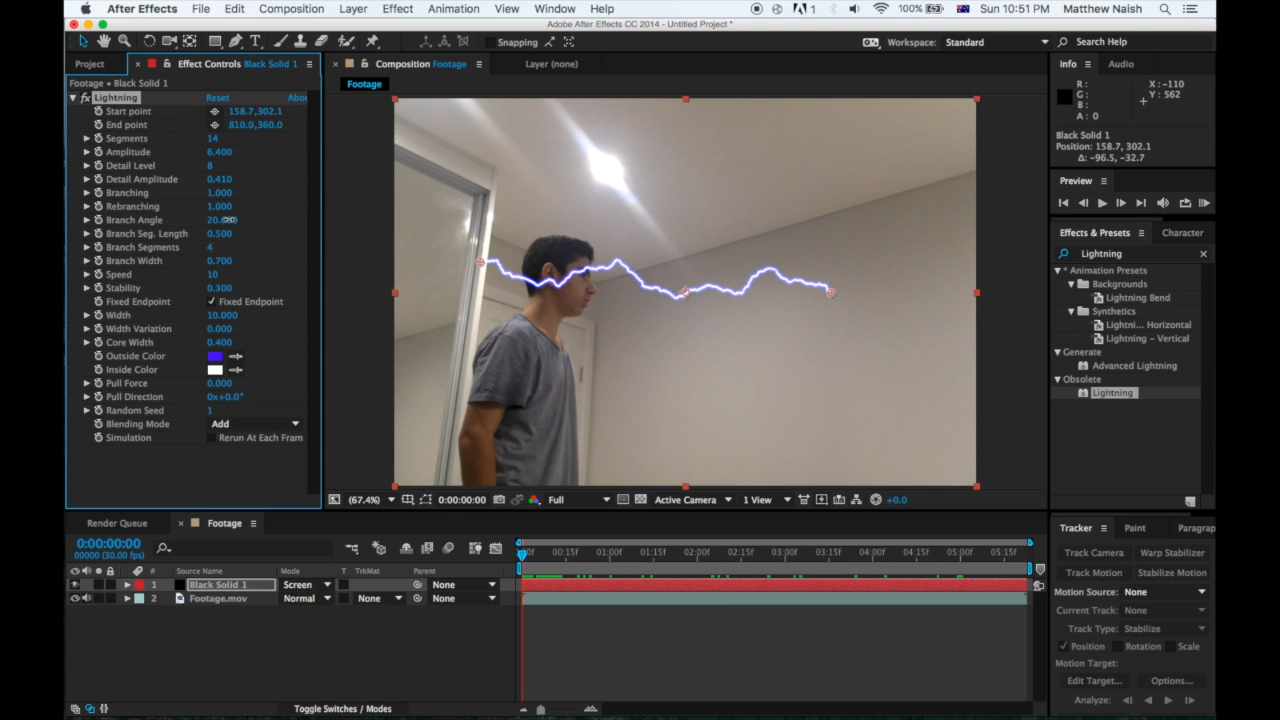 After Effects File Edit Composition Layer Effect Animation View Window Help 1 100% Sun 10:51 PM Matthew Naish
Adobe After Effects CC 2014 - Untitled Project *
Snapping Workspace: Standard Search Help
Project Effect Controls Black Solid 1 Composition Footage Layer (none) Info Audio
Footage • Black Solid 1 Footage
fx Lightning Reset Abou
Start point 158.7,302.1
End point 810.0,360.0
Segments 14
Amplitude 6.400
Detail Level 8
Detail Amplitude 0.410
Branching 1.000
Rebranching 1.000
Branch Angle
Branch Seg. Length 0.500
Branch Segments 4
Branch Width 0.700
Speed 10
Stability 0.300
Fixed Endpoint Fixed Endpoint
Width 10.000
Width Variation 0.000
Core Width 0.400
Outside Color
Inside Color
Pull Force 0.000
Pull Direction 0x+0.0°
Random Seed 1
Blending Mode Add
Simulation Rerun At Each Fram
(67.4%) 0:00:00:00 Full Active Camera 1 View +0.0
R :
G :
B :
A : 0
X : -110
Y : 562
Black Solid 1
Position: 158.7, 302.1
Δ: -96.5, -32.7
Preview
Effects & Presets Character
Lightning
* Animation Presets
Backgrounds
Lightning Bend
Synthetics
Lightni... Horizontal
Lightning - Vertical
Generate
Advanced Lightning
Obsolete
Lightning
Render Queue Footage
0:00:00:00
00000 (30.00 fps)
:00f 00:15f 01:00f 01:15f 02:00f 02:15f 03:00f 03:15f 04:00f 04:15f 05:00f 05:15f
# Source Name Mode T TrkMat Parent
1 Black Solid 1 Screen None
2 Footage.mov Normal None None
Toggle Switches / Modes
Tracker Paint Paragrap
Track Camera Warp Stabilizer
Track Motion Stabilize Motion
Motion Source: None
Current Track: None
Track Type: Stabilize
Position Rotation Scale
Motion Target:
Edit Target... Options...
Analyze: